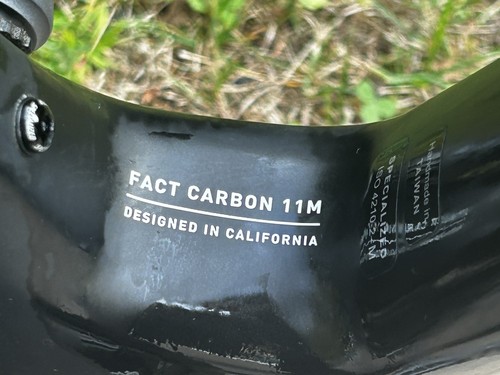 FACT CARBON 11M
DESIGNED IN CALIFORNIA
Handmade in
TAIWAN
SPECIALIZED